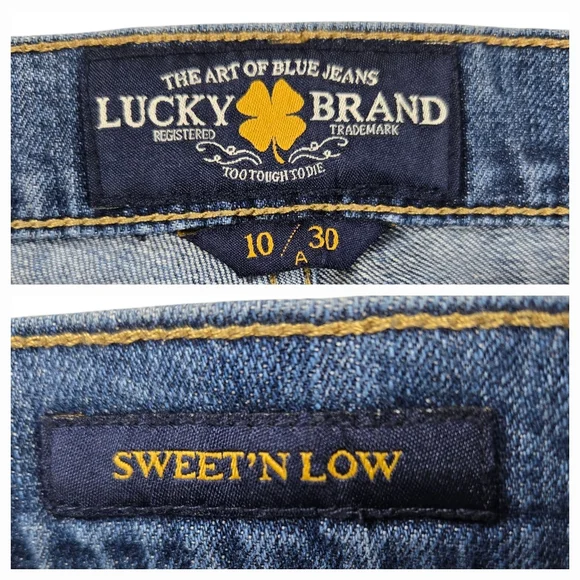 THE ART OF BLUE JEANS
LUCKY BRAND
REGISTERED TRADEMARK
TOO TOUGH TO DIE
10 / 30
A
SWEET'N LOW